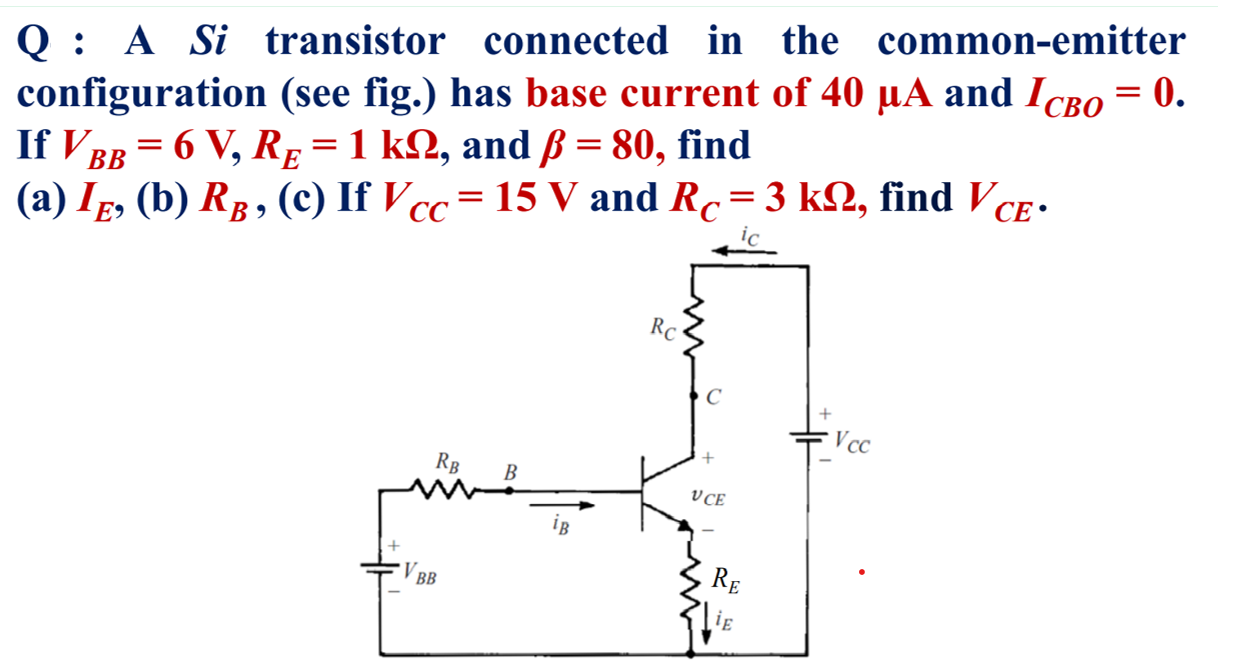 Q : A Si transistor connected in the common-emitter
configuration (see fig.) has base current of 40 μA and I_CBO = 0.
If V_BB = 6 V, R_E = 1 kΩ, and β = 80, find
(a) I_E, (b) R_B, (c) If V_CC = 15 V and R_C = 3 kΩ, find V_CE.
i_C
R_C
C
+
V_CC
−
R_B
B
+
v_CE
−
i_B
+
V_BB
−
R_E
i_E